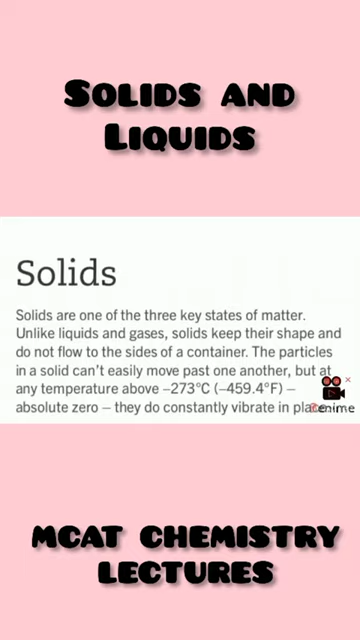 SOLIDS AND
LIQUIDS
Solids
Solids are one of the three key states of matter.
Unlike liquids and gases, solids keep their shape and
do not flow to the sides of a container. The particles
in a solid can't easily move past one another, but at
any temperature above –273°C (–459.4°F) –
absolute zero – they do constantly vibrate in place
MCAT CHEMISTRY
LECTURES